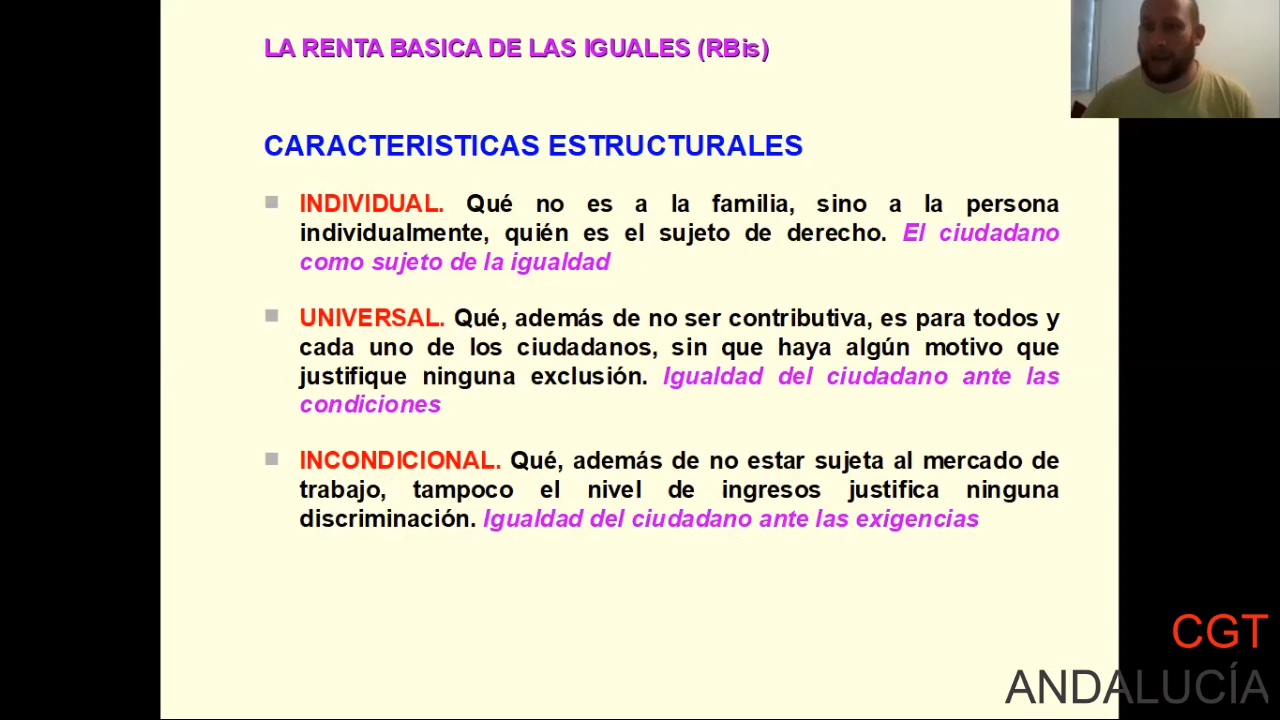 LA RENTA BASICA DE LAS IGUALES (RBis)
CARACTERISTICAS ESTRUCTURALES
INDIVIDUAL. Qué no es a la familia, sino a la persona
individualmente, quién es el sujeto de derecho. El ciudadano
como sujeto de la igualdad
UNIVERSAL. Qué, además de no ser contributiva, es para todos y
cada uno de los ciudadanos, sin que haya algún motivo que
justifique ninguna exclusión. Igualdad del ciudadano ante las
condiciones
INCONDICIONAL. Qué, además de no estar sujeta al mercado de
trabajo, tampoco el nivel de ingresos justifica ninguna
discriminación. Igualdad del ciudadano ante las exigencias
CGT
ANDALUCÍA